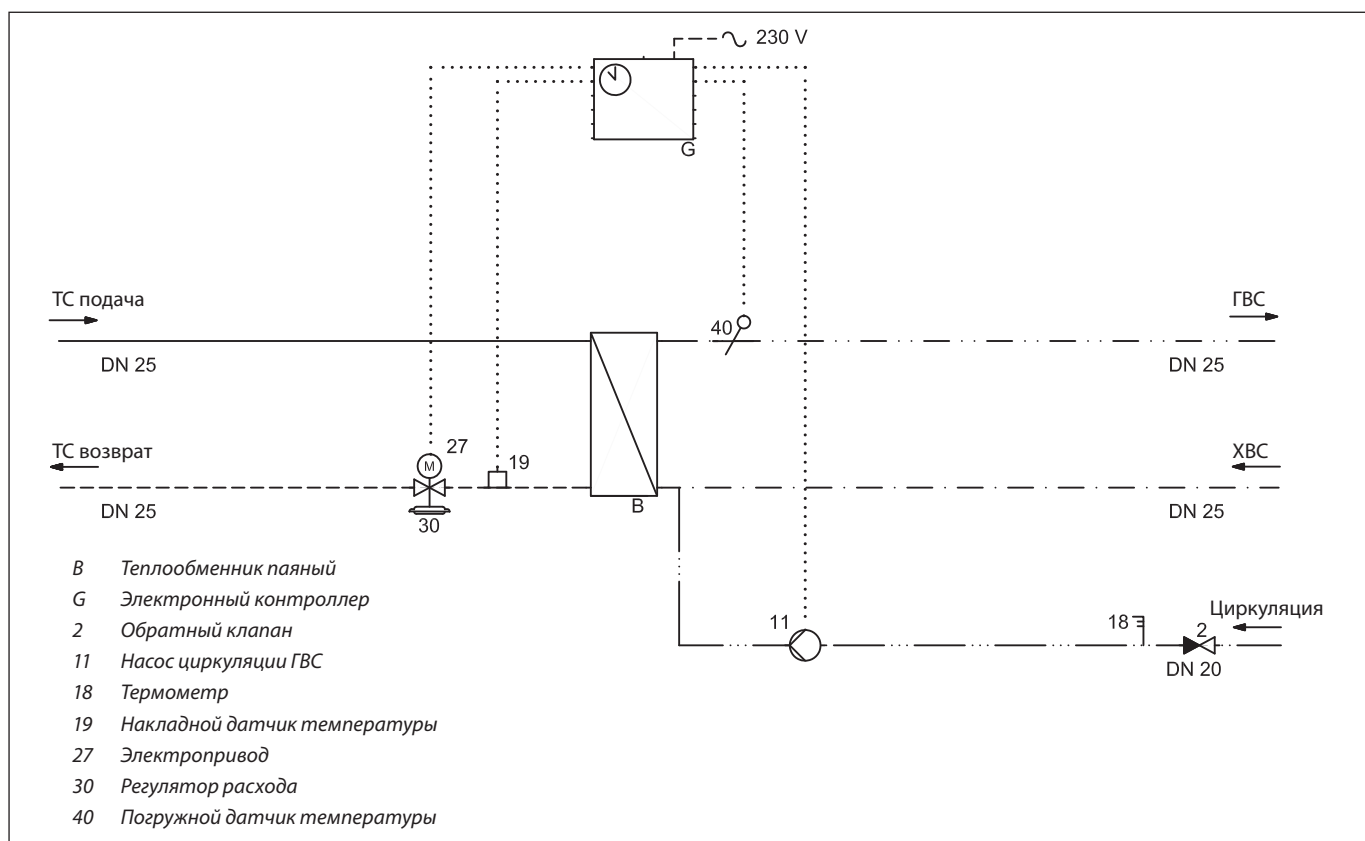 230 V
G
ТС подача
ГВС
40
DN 25
DN 25
ТС возврат
27
M
19
ХВС
DN 25
30
B
DN 25
B Теплообменник паяный
G Электронный контроллер
2 Обратный клапан
11 Насос циркуляции ГВС
18 Термометр
19 Накладной датчик температуры
27 Электропривод
30 Регулятор расхода
40 Погружной датчик температуры
11
18
2
Циркуляция
DN 20